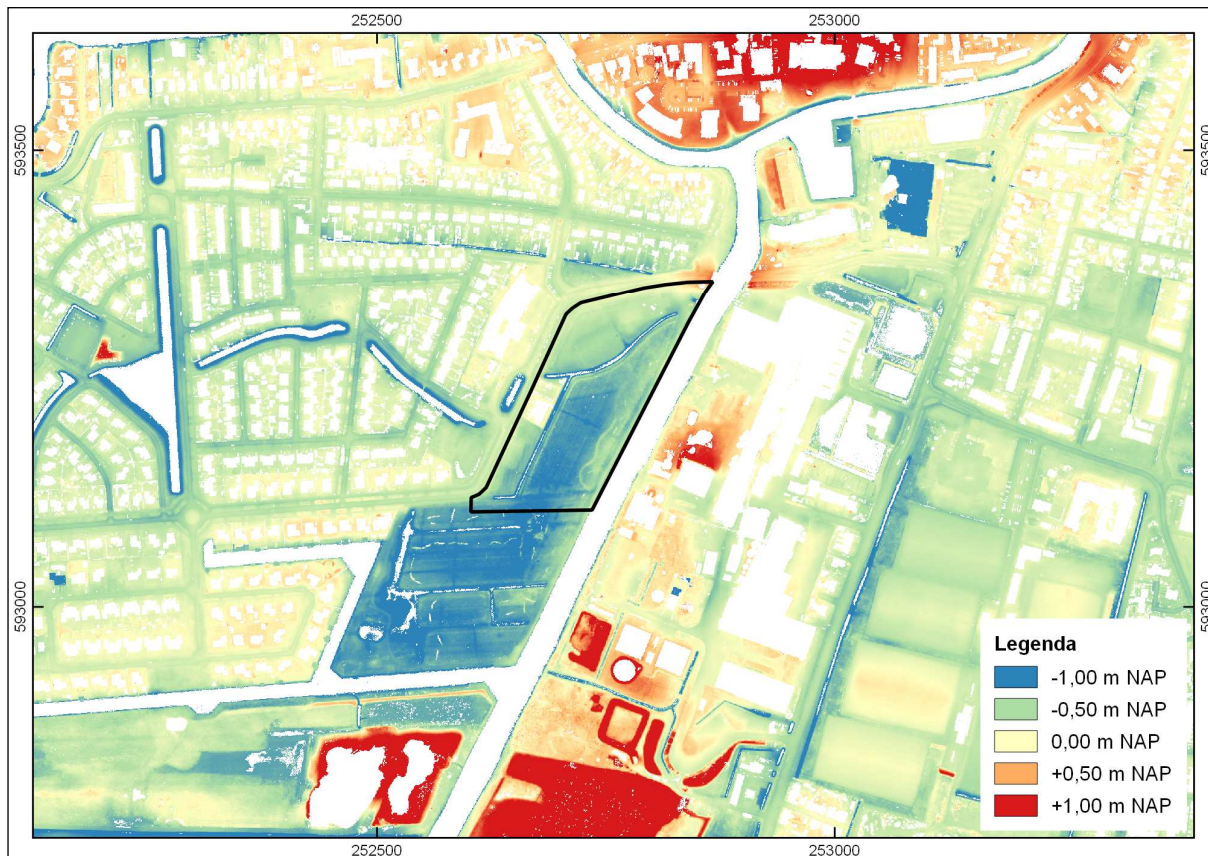 252500 253000
593500 593500
593000 593000
Legenda
-1,00 m NAP
-0,50 m NAP
0,00 m NAP
+0,50 m NAP
+1,00 m NAP
252500 253000